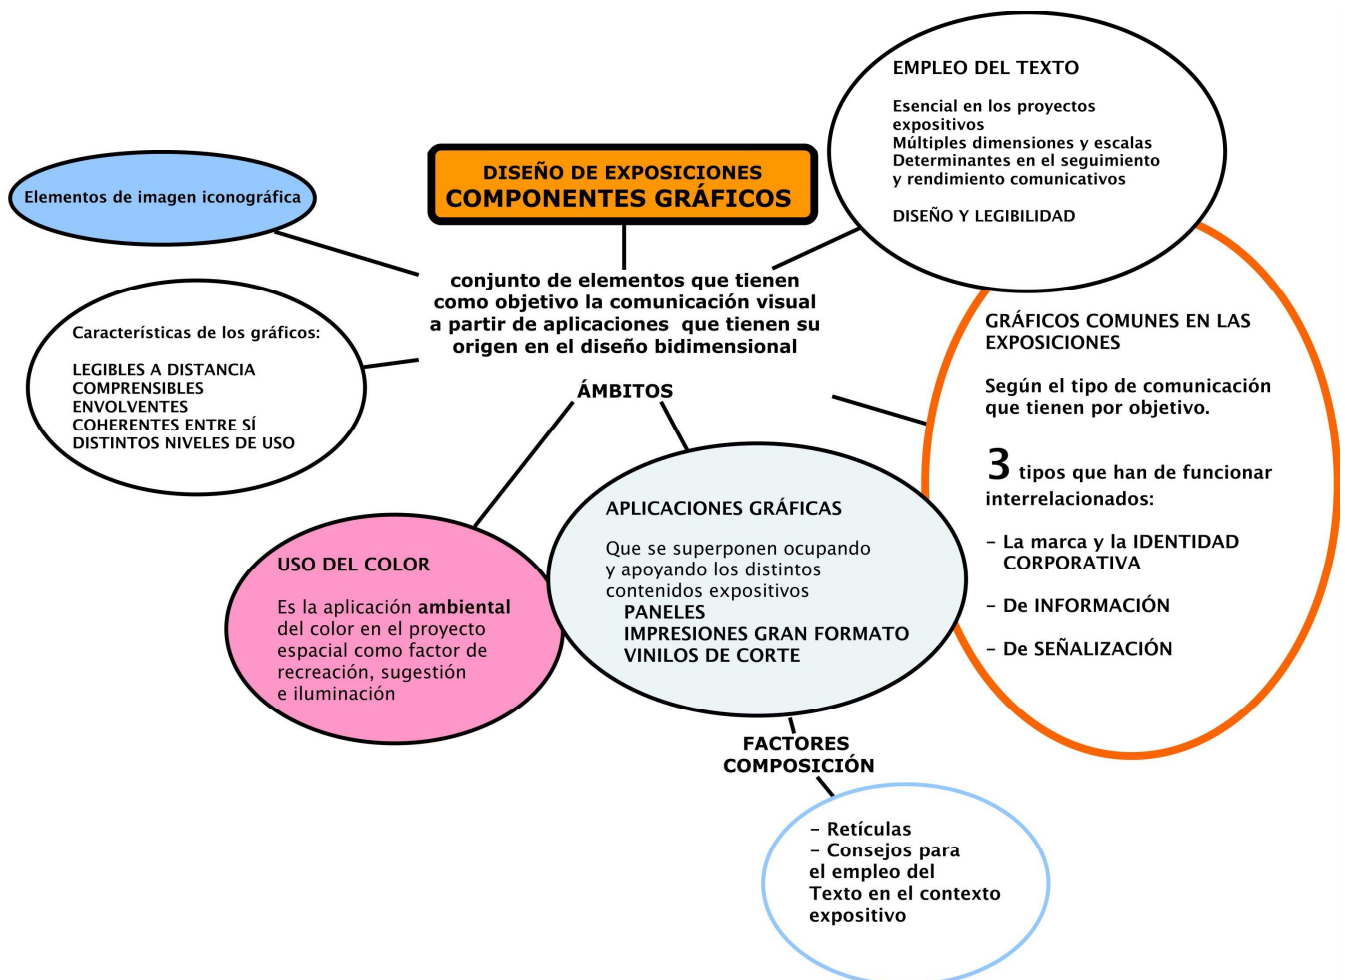 DISEÑO DE EXPOSICIONES
COMPONENTES GRÁFICOS
Elementos de imagen iconográfica
EMPLEO DEL TEXTO
Esencial en los proyectos
expositivos
Múltiples dimensiones y escalas
Determinantes en el seguimiento
y rendimiento comunicativos
DISEÑO Y LEGIBILIDAD
conjunto de elementos que tienen
como objetivo la comunicación visual
a partir de aplicaciones que tienen su
origen en el diseño bidimensional
Características de los gráficos:
LEGIBLES A DISTANCIA
COMPRENSIBLES
ENVOLVENTES
COHERENTES ENTRE SÍ
DISTINTOS NIVELES DE USO
GRÁFICOS COMUNES EN LAS
EXPOSICIONES
Según el tipo de comunicación
que tienen por objetivo.
3 tipos que han de funcionar
interrelacionados:
– La marca y la IDENTIDAD
CORPORATIVA
– De INFORMACIÓN
– De SEÑALIZACIÓN
ÁMBITOS
USO DEL COLOR
Es la aplicación ambiental
del color en el proyecto
espacial como factor de
recreación, sugestión
e iluminación
APLICACIONES GRÁFICAS
Que se superponen ocupando
y apoyando los distintos
contenidos expositivos
PANELES
IMPRESIONES GRAN FORMATO
VINILOS DE CORTE
FACTORES
COMPOSICIÓN
– Retículas
– Consejos para
el empleo del
Texto en el contexto
expositivo